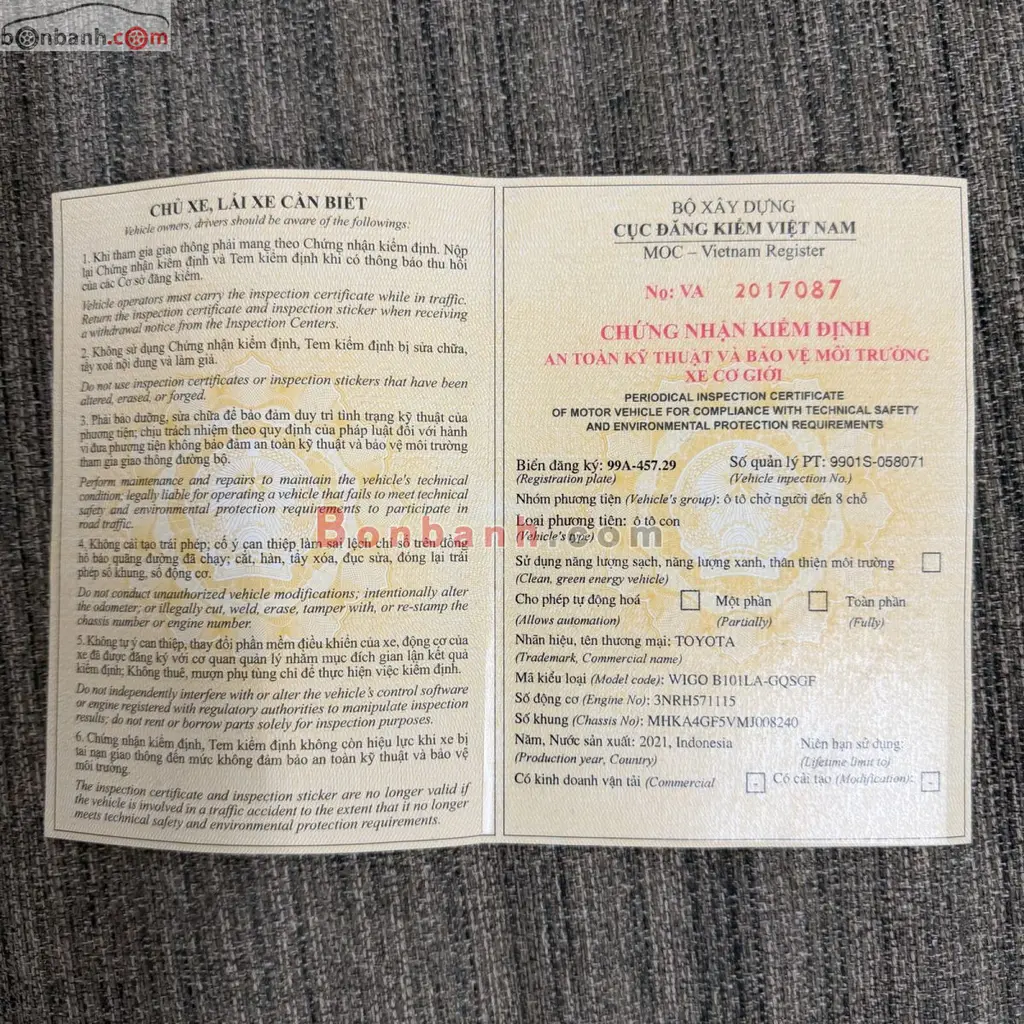 bonbanh.com
CHỦ XE, LÁI XE CẦN BIẾT
Vehicle owners, drivers should be aware of the followings:
1. Khi tham gia giao thông phải mang theo Chứng nhận kiểm định. Nộp
lại Chứng nhận kiểm định và Tem kiểm định khi có thông báo thu hồi
của các Cơ sở đăng kiểm.
Vehicle operators must carry the inspection certificate while in traffic.
Return the inspection certificate and inspection sticker when receiving
a withdrawal notice from the Inspection Centers.
2. Không sử dụng Chứng nhận kiểm định, Tem kiểm định bị sửa chữa,
tẩy xoá nội dung và làm giả.
Do not use inspection certificates or inspection stickers that have been
altered, erased, or forged.
3. Phải bảo dưỡng, sửa chữa để bảo đảm duy trì tình trạng kỹ thuật của
phương tiện; chịu trách nhiệm theo quy định của pháp luật đối với hành
vi đưa phương tiện không bảo đảm an toàn kỹ thuật và bảo vệ môi trường
tham gia giao thông đường bộ.
Perform maintenance and repairs to maintain the vehicle's technical
condition; legally liable for operating a vehicle that fails to meet technical
safety and environmental protection requirements to participate in
road traffic.
4. Không cải tạo trái phép; cố ý can thiệp làm sai lệch chỉ số trên đồng
hồ báo quãng đường đã chạy; cắt, hàn, tẩy xóa, đục sửa, đóng lại trái
phép số khung, số động cơ.
Do not conduct unauthorized vehicle modifications; intentionally alter
the odometer; or illegally cut, weld, erase, tamper with, or re-stamp the
chassis number or engine number.
5. Không tự ý can thiệp, thay đổi phần mềm điều khiển của xe, động cơ của
xe đã được đăng ký với cơ quan quản lý nhằm mục đích gian lận kết quả
kiểm định; Không thuê, mượn phụ tùng chỉ để thực hiện việc kiểm định.
Do not independently interfere with or alter the vehicle's control software
or engine registered with regulatory authorities to manipulate inspection
results; do not rent or borrow parts solely for inspection purposes.
6. Chứng nhận kiểm định, Tem kiểm định không còn hiệu lực khi xe bị
tai nạn giao thông đến mức không đảm bảo an toàn kỹ thuật và bảo vệ
môi trường.
The inspection certificate and inspection sticker are no longer valid if
the vehicle is involved in a traffic accident to the extent that it no longer
meets technical safety and environmental protection requirements.
BỘ XÂY DỰNG
CỤC ĐĂNG KIỂM VIỆT NAM
MOC – Vietnam Register
No: VA 2017087
CHỨNG NHẬN KIỂM ĐỊNH
AN TOÀN KỸ THUẬT VÀ BẢO VỆ MÔI TRƯỜNG
XE CƠ GIỚI
PERIODICAL INSPECTION CERTIFICATE
OF MOTOR VEHICLE FOR COMPLIANCE WITH TECHNICAL SAFETY
AND ENVIRONMENTAL PROTECTION REQUIREMENTS
Biển đăng ký: 99A-457.29 Số quản lý PT: 9901S-058071
(Registration plate) (Vehicle inspection No.)
Nhóm phương tiện (Vehicle's group): ô tô chở người đến 8 chỗ
Loại phương tiện: ô tô con
(Vehicle's type)
Bonbanh.com
Sử dụng năng lượng sạch, năng lượng xanh, thân thiện môi trường
(Clean, green energy vehicle)
Cho phép tự động hoá Một phần Toàn phần
(Allows automation) (Partially) (Fully)
Nhãn hiệu, tên thương mại: TOYOTA
(Trademark, Commercial name)
Mã kiểu loại (Model code): WIGO B101LA-GQSGF
Số động cơ (Engine No): 3NRH571115
Số khung (Chassis No): MHKA4GF5VMJ008240
Năm, Nước sản xuất: 2021, Indonesia Niên hạn sử dụng:
(Production year, Country) (Lifetime limit to)
Có kinh doanh vận tải (Commercial - Có cải tạo (Modification): -